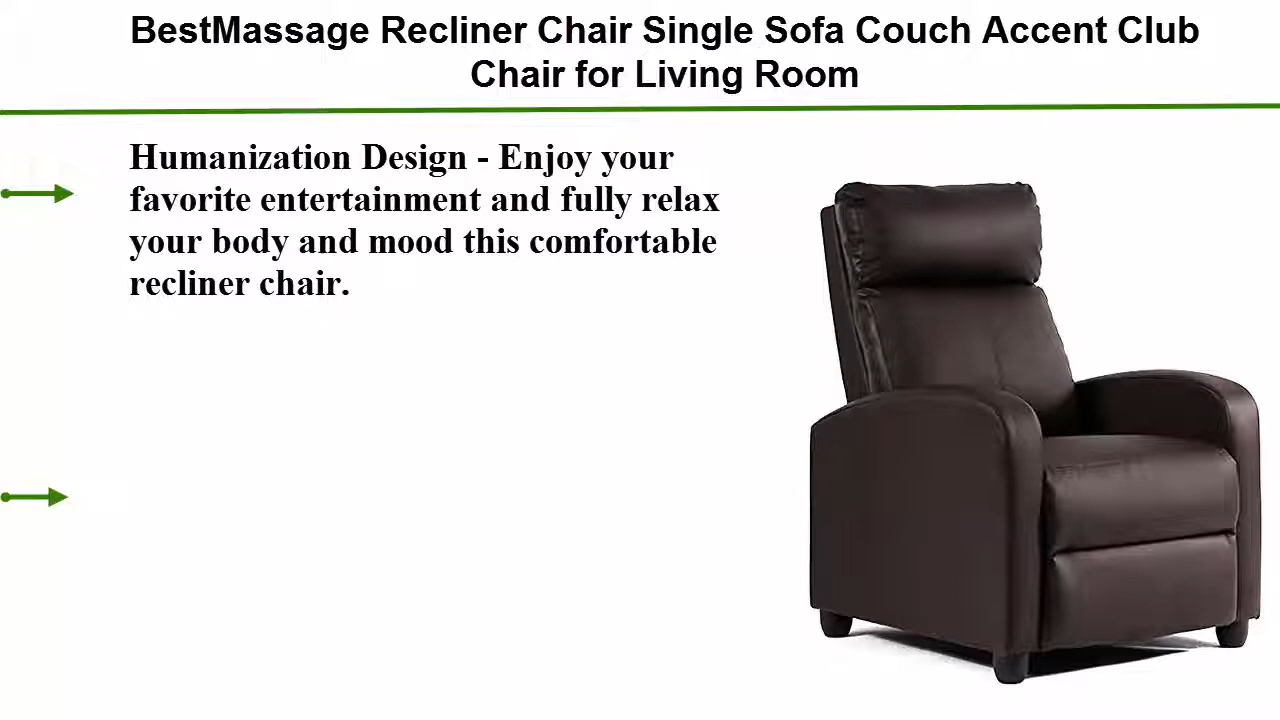 BestMassage Recliner Chair Single Sofa Couch Accent Club
Chair for Living Room
Humanization Design - Enjoy your
favorite entertainment and fully relax
your body and mood this comfortable
recliner chair.